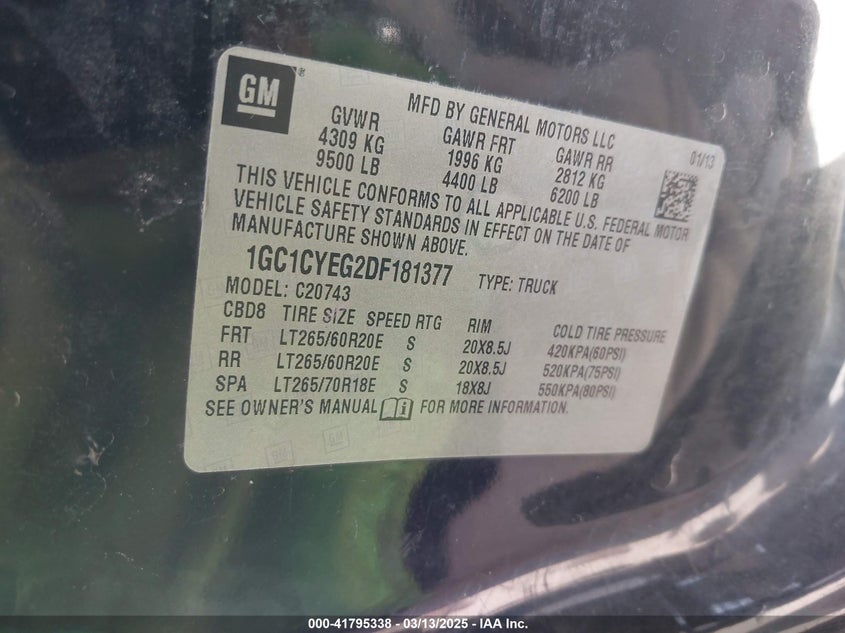 GM
MFD BY GENERAL MOTORS LLC
01/13
GVWR GAWR FRT GAWR RR
4309 KG 1996 KG 2812 KG
9500 LB 4400 LB 6200 LB
THIS VEHICLE CONFORMS TO ALL APPLICABLE U.S. FEDERAL MOTOR
VEHICLE SAFETY STANDARDS IN EFFECT ON THE DATE OF
MANUFACTURE SHOWN ABOVE.
1GC1CYEG2DF181377 TYPE: TRUCK
MODEL: C20743
CBD8 TIRE SIZE SPEED RTG RIM COLD TIRE PRESSURE
FRT LT265/60R20E S 20X8.5J 420KPA(60PSI)
RR LT265/60R20E S 20X8.5J 520KPA(75PSI)
SPA LT265/70R18E S 18X8J 550KPA(80PSI)
SEE OWNER'S MANUAL FOR MORE INFORMATION.
GM
000-41795338 - 03/13/2025 - IAA Inc.